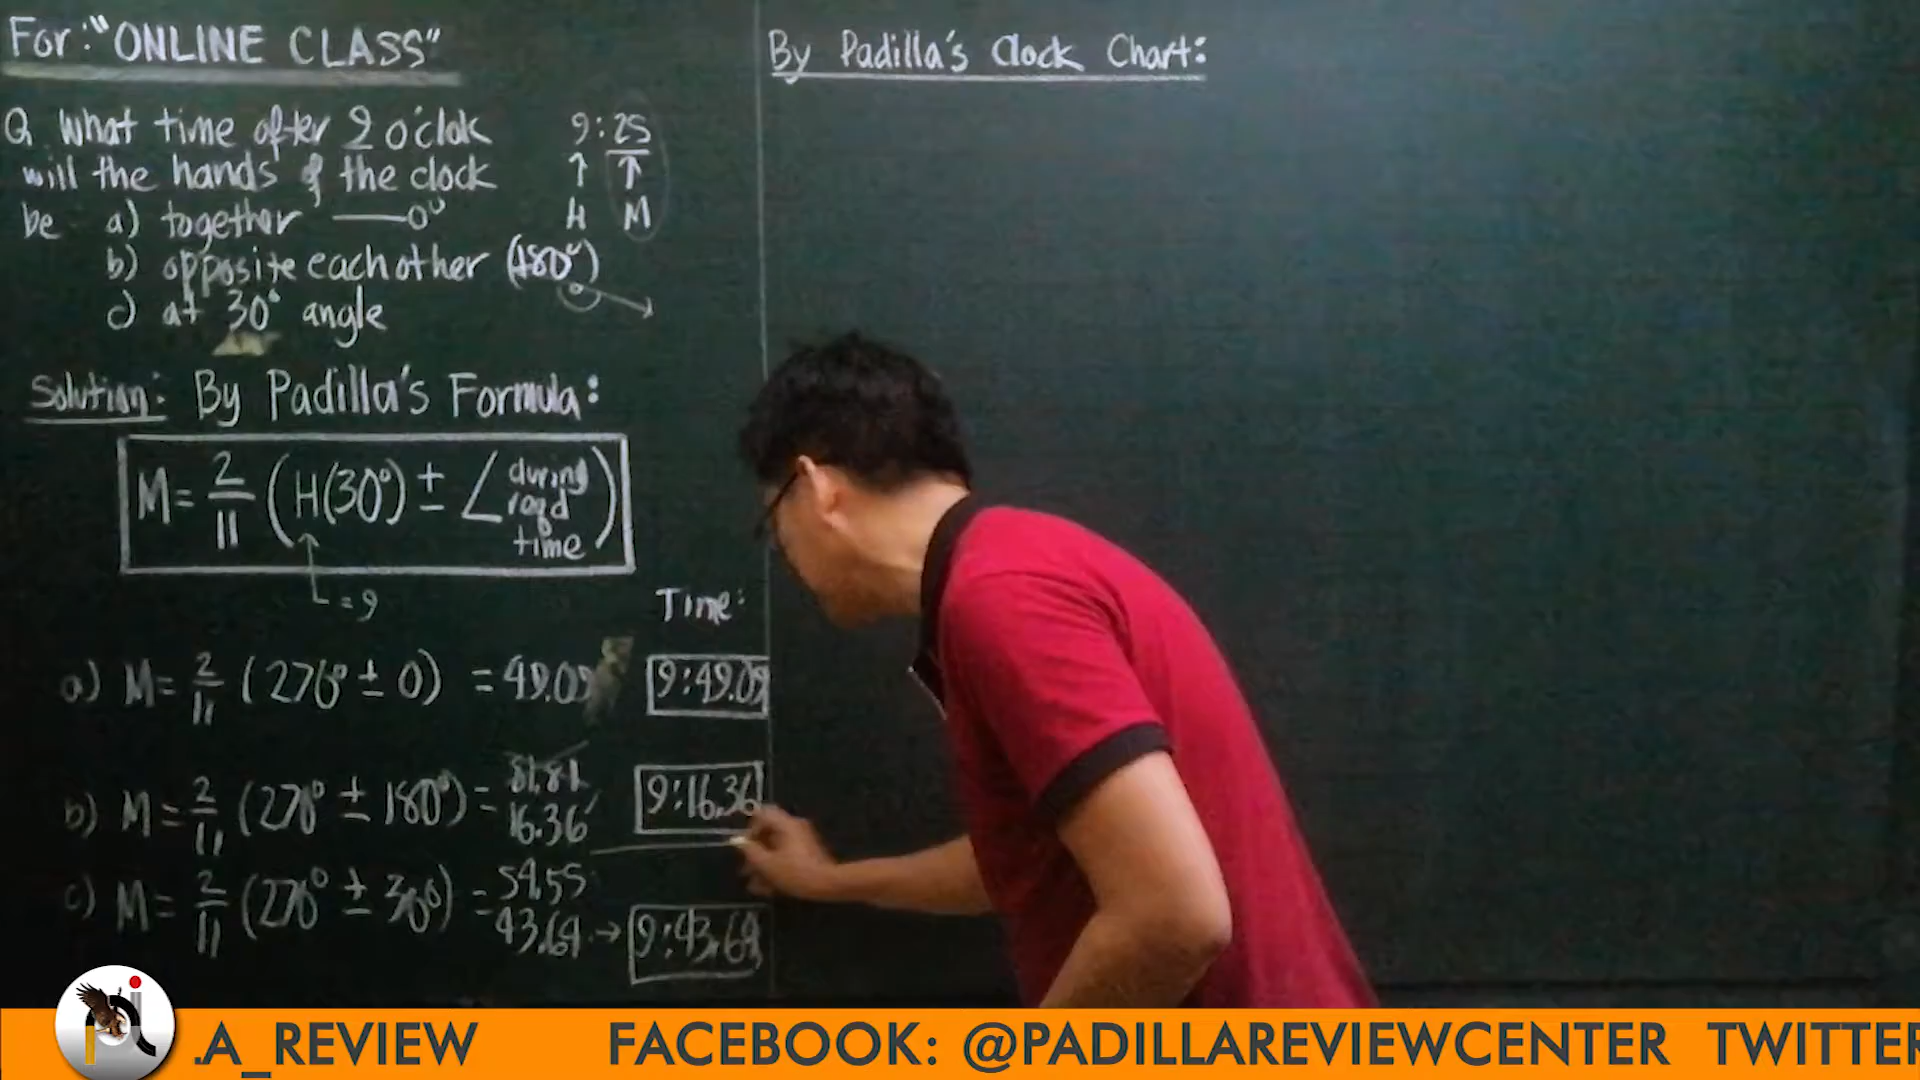 For: "ONLINE CLASS"
Q. What time after 9 o'clok
will the hands of the clock
be a) together —— 0°
b) opposite each other (180°)
c) at 30° angle
9:25
↑ ↑
H M
Solution: By Padilla's Formula:
M = 2/11 (H(30°) ± ∠ during read time)
= 9
Time:
a) M = 2/11 (270° ± 0) = 49.09 9:49.09
b) M = 2/11 (270° ± 180°) = 81.81
16.36 9:16.36
c) M = 2/11 (270° ± 30°) = 54.55
43.64 → 9:43.64
By Padilla's Clock Chart:
.A_REVIEW FACEBOOK: @PADILLAREVIEWCENTER TWITTER